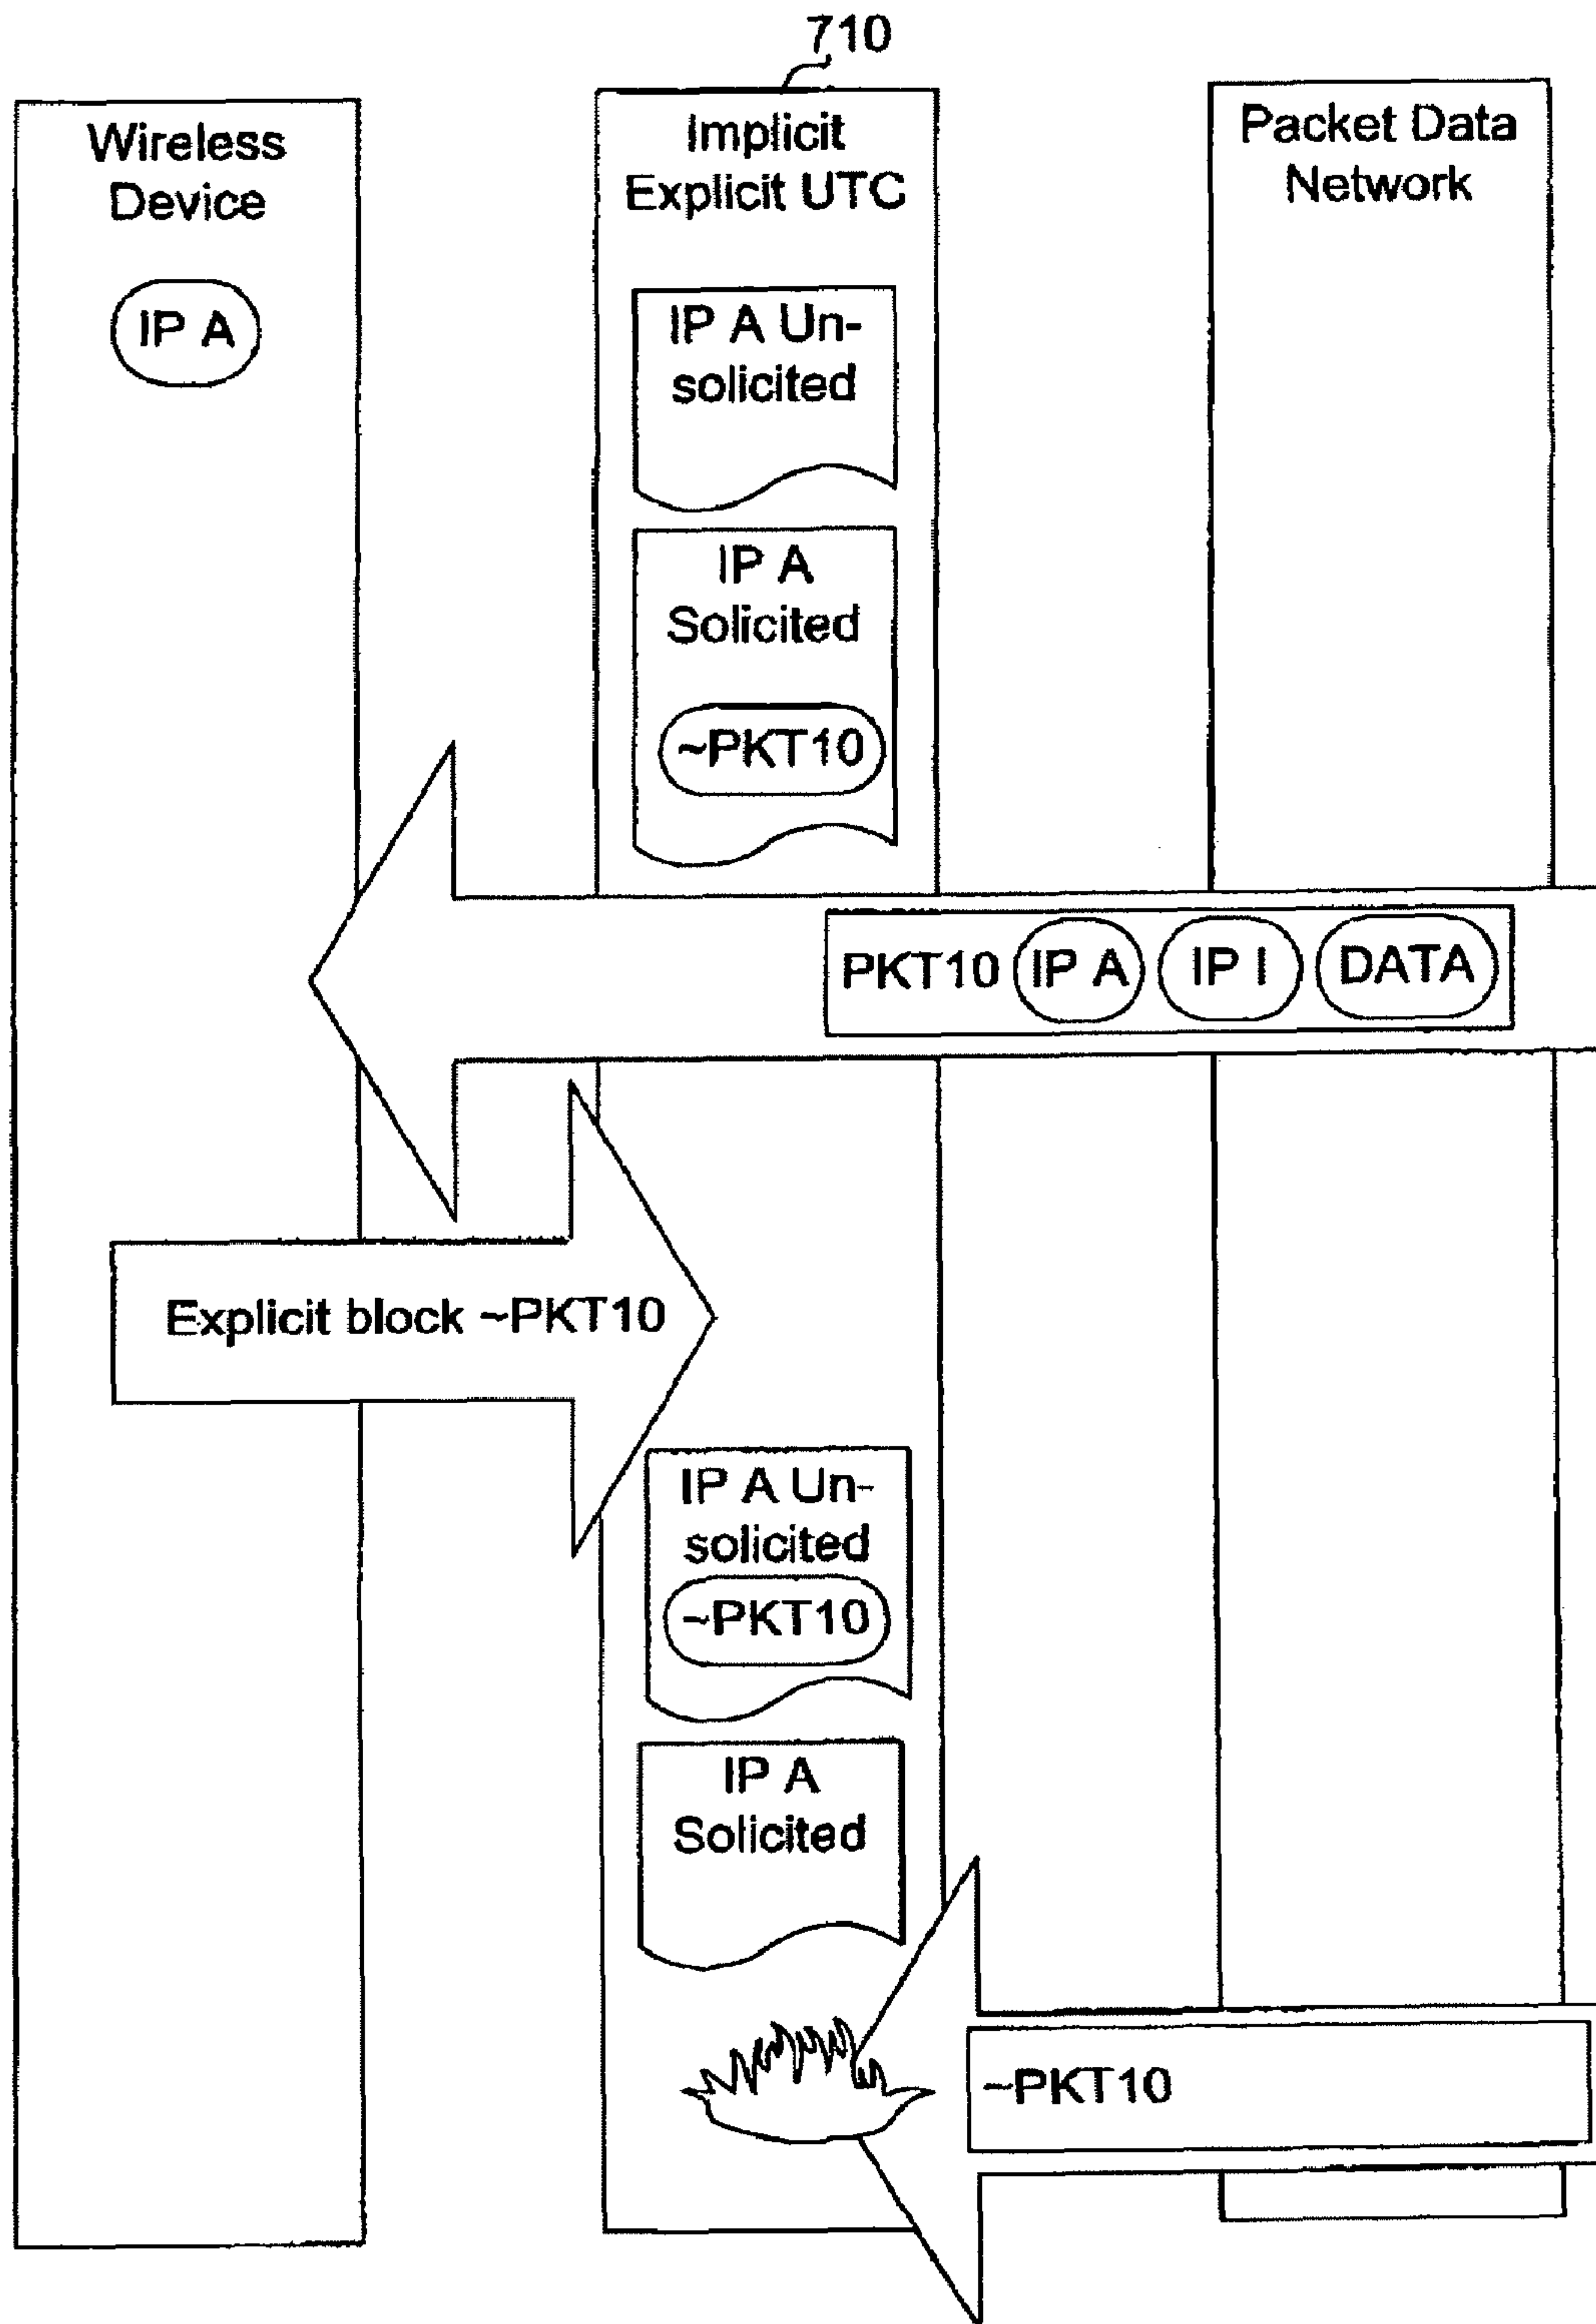 710
Wireless
Device
Implicit
Explicit UTC
Packet Data
Network
IP A
IP A Un-
solicited
IP A
Solicited
~PKT10
PKT10 IP A IP I DATA
Explicit block ~PKT10
IP A Un-
solicited
~PKT10
IP A
Solicited
~PKT10